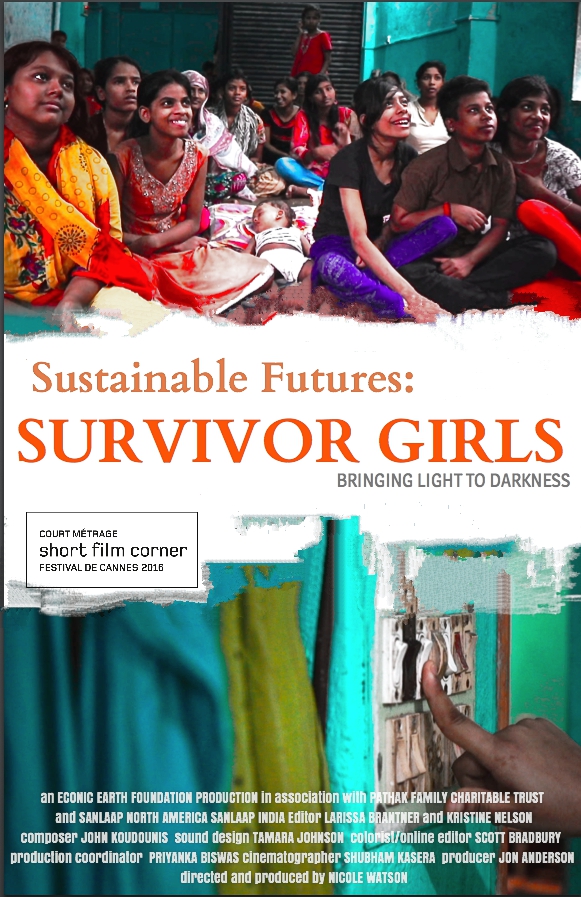 Sustainable Futures:
SURVIVOR GIRLS
BRINGING LIGHT TO DARKNESS
COURT MÉTRAGE
short film corner
FESTIVAL DE CANNES 2016
an ECONIC EARTH FOUNDATION PRODUCTION in association with PATHAK FAMILY CHARITABLE TRUST
and SANLAAP NORTH AMERICA SANLAAP INDIA Editor LARISSA BRANTNER and KRISTINE NELSON
composer JOHN KOUDOUNIS sound design TAMARA JOHNSON colorist/online editor SCOTT BRADBURY
production coordinator PRIYANKA BISWAS cinematographer SHUBHAM KASERA producer JON ANDERSON
directed and produced by NICOLE WATSON